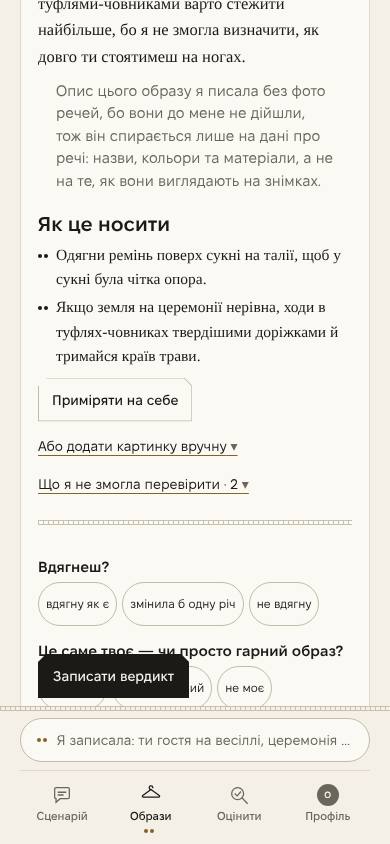 туфлями-човниками варто стежити
найбільше, бо я не змогла визначити, як
довго ти стоятимеш на ногах.
Опис цього образу я писала без фото
речей, бо вони до мене не дійшли,
тож він спирається лише на дані про
речі: назви, кольори та матеріали, а не
на те, як вони виглядають на знімках.
Як це носити
•• Одягни ремінь поверх сукні на талії, щоб у
сукні була чітка опора.
•• Якщо земля на церемонії нерівна, ходи в
туфлях-човниках твердішими доріжками й
тримайся країв трави.
Приміряти на себе
Або додати картинку вручну ▾
Що я не змогла перевірити · 2 ▾
Вдягнеш?
вдягну як є змінила б одну річ не вдягну
Це саме твоє — чи просто гарний образ?
Записати вердикт
ий не моє
•• Я записала: ти гостя на весіллі, церемонія ...
Сценарій Образи Оцінити Профіль
О